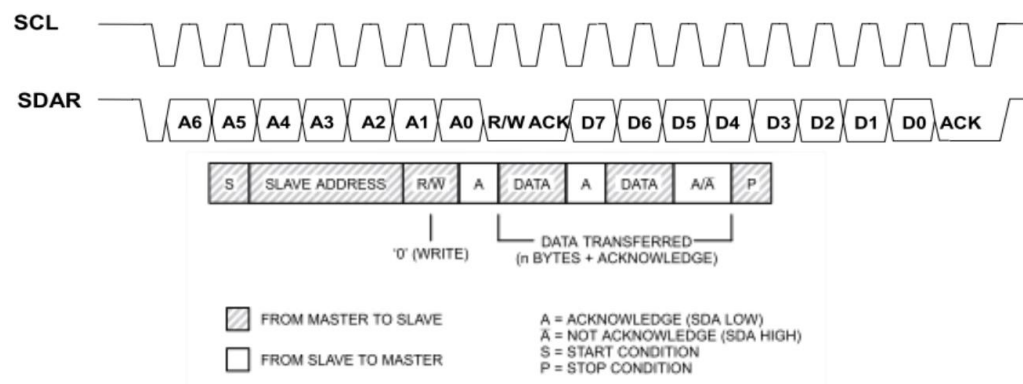 SCL
SDAR
A6 A5 A4 A3 A2 A1 A0 R/W ACK D7 D6 D5 D4 D3 D2 D1 D0 ACK
S SLAVE ADDRESS R/W̅ A DATA A DATA A/A̅ P
'0' (WRITE)
DATA TRANSFERRED
(n BYTES + ACKNOWLEDGE)
FROM MASTER TO SLAVE
FROM SLAVE TO MASTER
A = ACKNOWLEDGE (SDA LOW)
A̅ = NOT ACKNOWLEDGE (SDA HIGH)
S = START CONDITION
P = STOP CONDITION